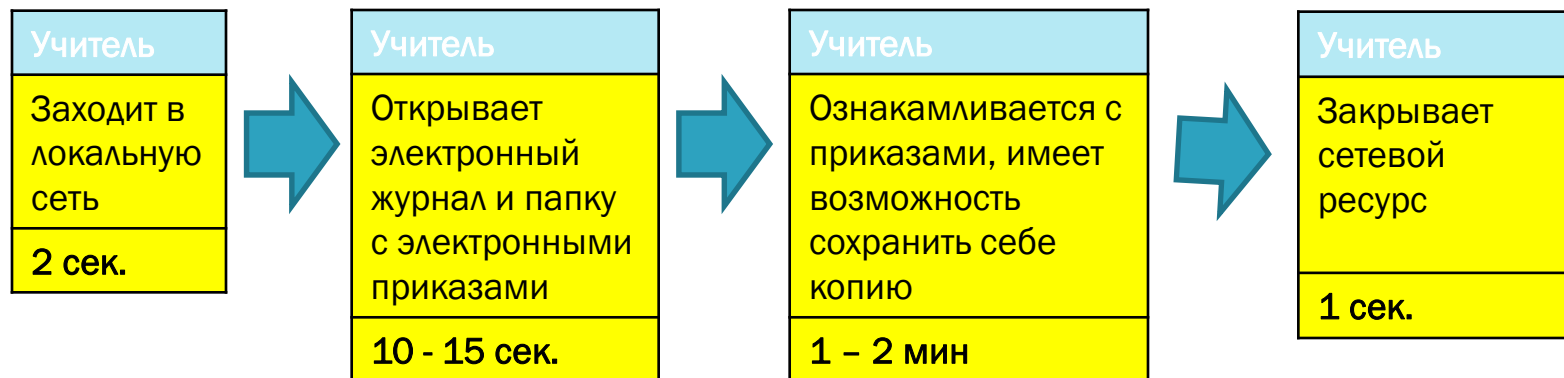 Учитель
Заходит в
локальную
сеть
2 сек.
Учитель
Открывает
электронный
журнал и папку
с электронными
приказами
10 - 15 сек.
Учитель
Ознакамливается с
приказами, имеет
возможность
сохранить себе
копию
1 – 2 мин
Учитель
Закрывает
сетевой
ресурс
1 сек.